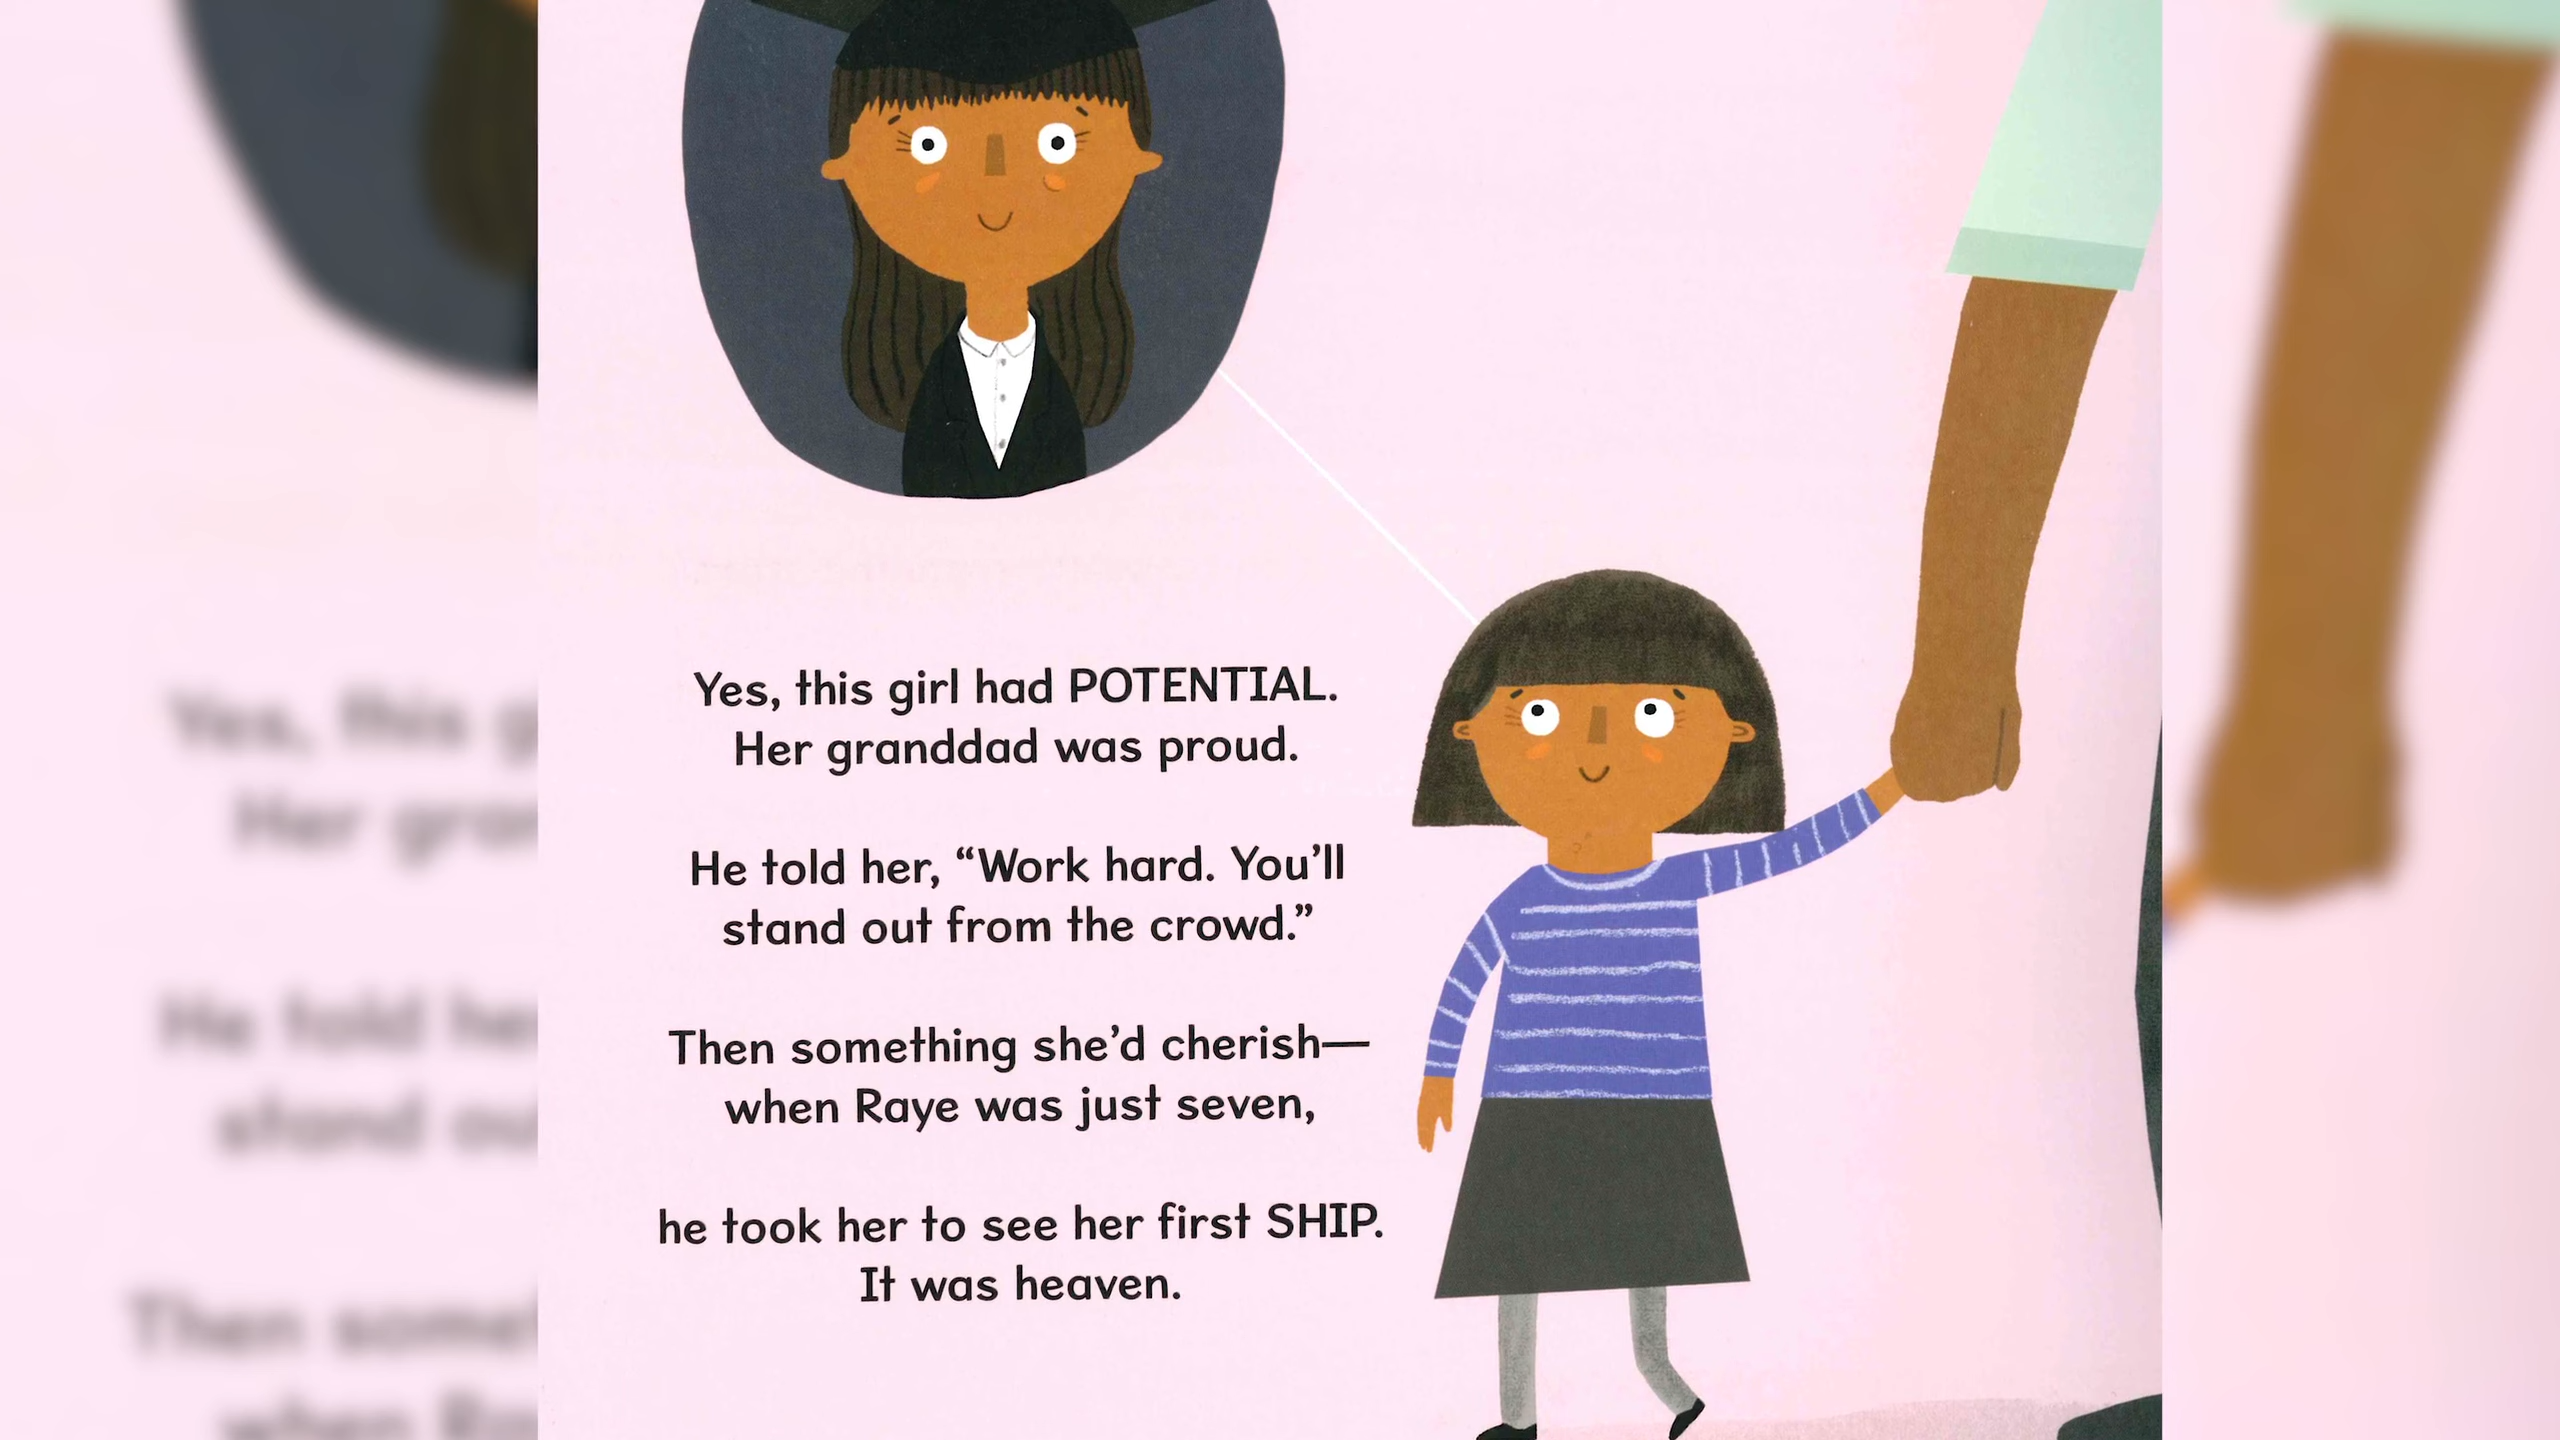 Yes, this girl had POTENTIAL.
Her granddad was proud.
He told her, “Work hard. You’ll
stand out from the crowd.”
Then something she’d cherish—
when Raye was just seven,
he took her to see her first SHIP.
It was heaven.